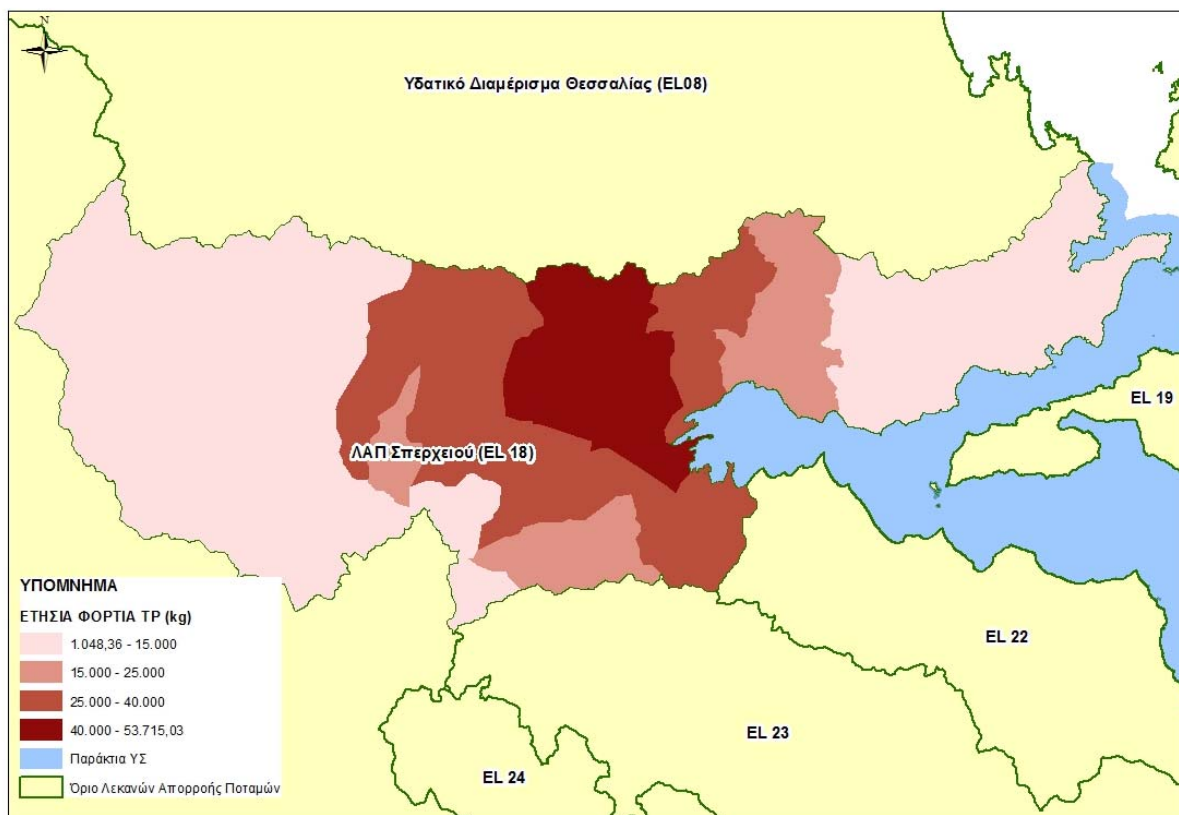 N
Υδατικό Διαμέρισμα Θεσσαλίας (EL08)
EL 19
ΛΑΠ Σπερχειού (EL 18)
ΥΠΟΜΝΗΜΑ
ΕΤΗΣΙΑ ΦΟΡΤΙΑ TP (kg)
1.048,36 - 15.000
15.000 - 25.000
25.000 - 40.000
40.000 - 53.715,03
Παράκτια ΥΣ
Όριο Λεκανών Απορροής Ποταμών
EL 22
EL 23
EL 24